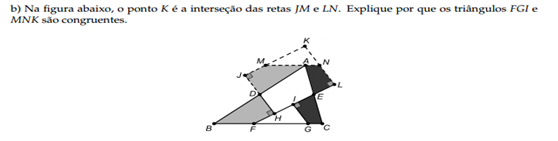 b) Na figura abaixo, o ponto K é a interseção das retas JM e LN. Explique por que os triângulos FGI e
MNK são congruentes.
K
M
A
N
J
L
D
I
E
H
B
F
G
C